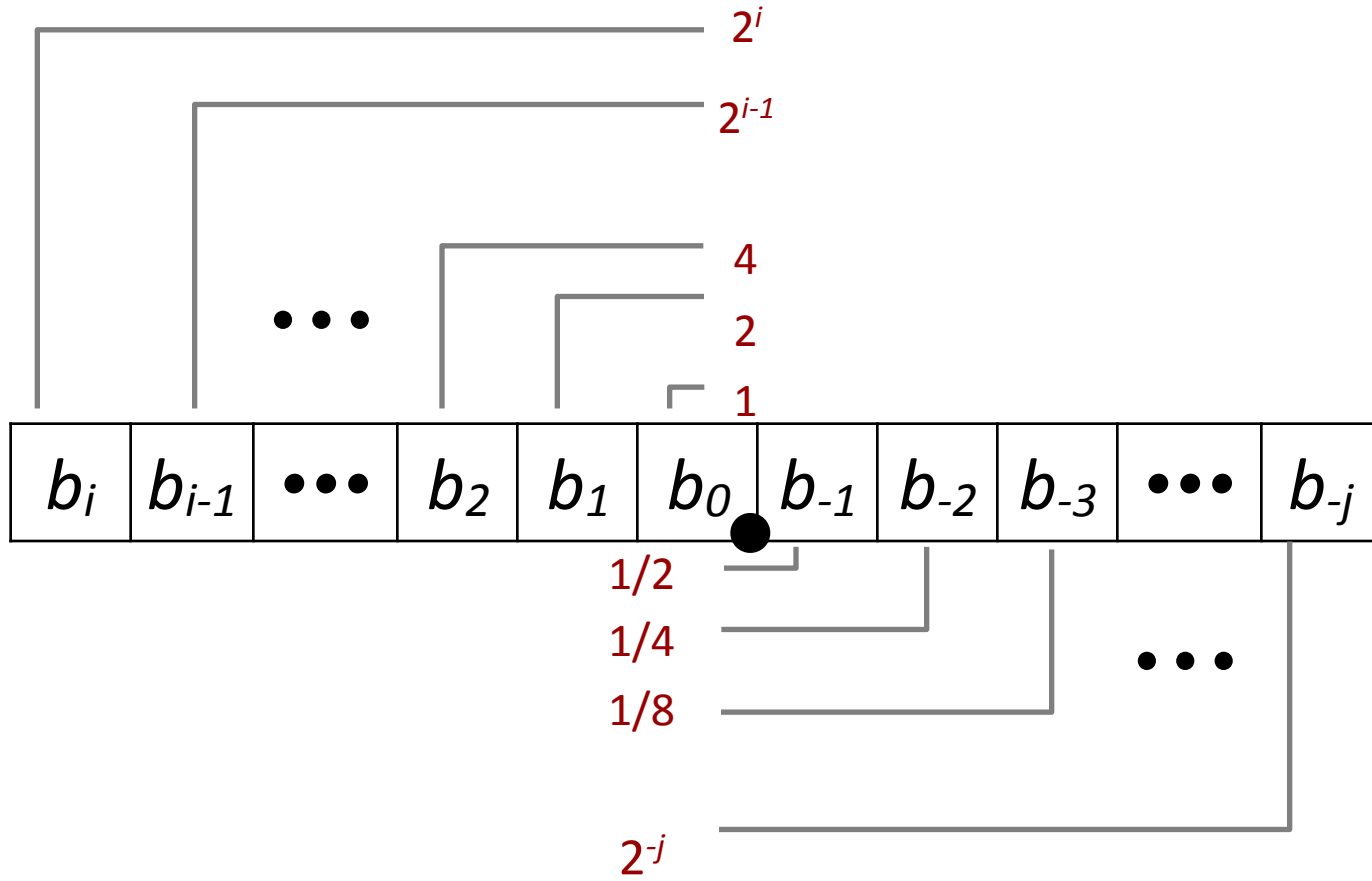 2^i
2^{i-1}
4
•••
2
1
b_i b_{i-1} ••• b_2 b_1 b_0 . b_{-1} b_{-2} b_{-3} ••• b_{-j}
1/2
1/4
•••
1/8
2^{-j}